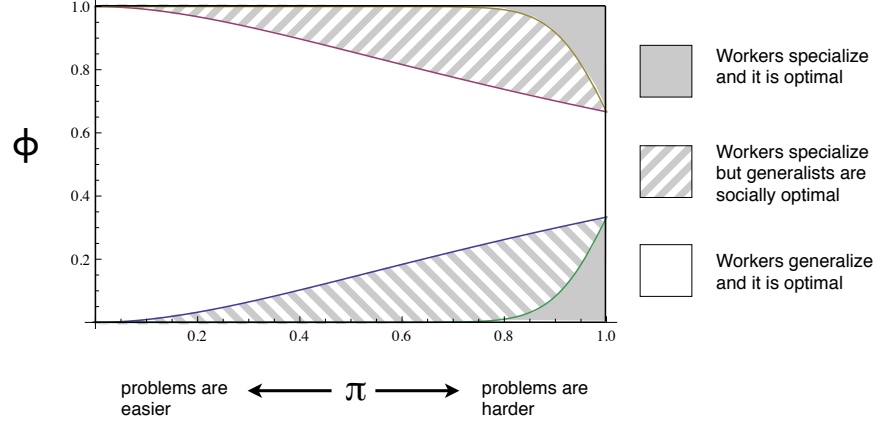 1.0
0.8
0.6
0.4
0.2
ϕ
0.2 0.4 0.6 0.8 1.0
problems are
easier
π
problems are
harder
Workers specialize
and it is optimal
Workers specialize
but generalists are
socially optimal
Workers generalize
and it is optimal